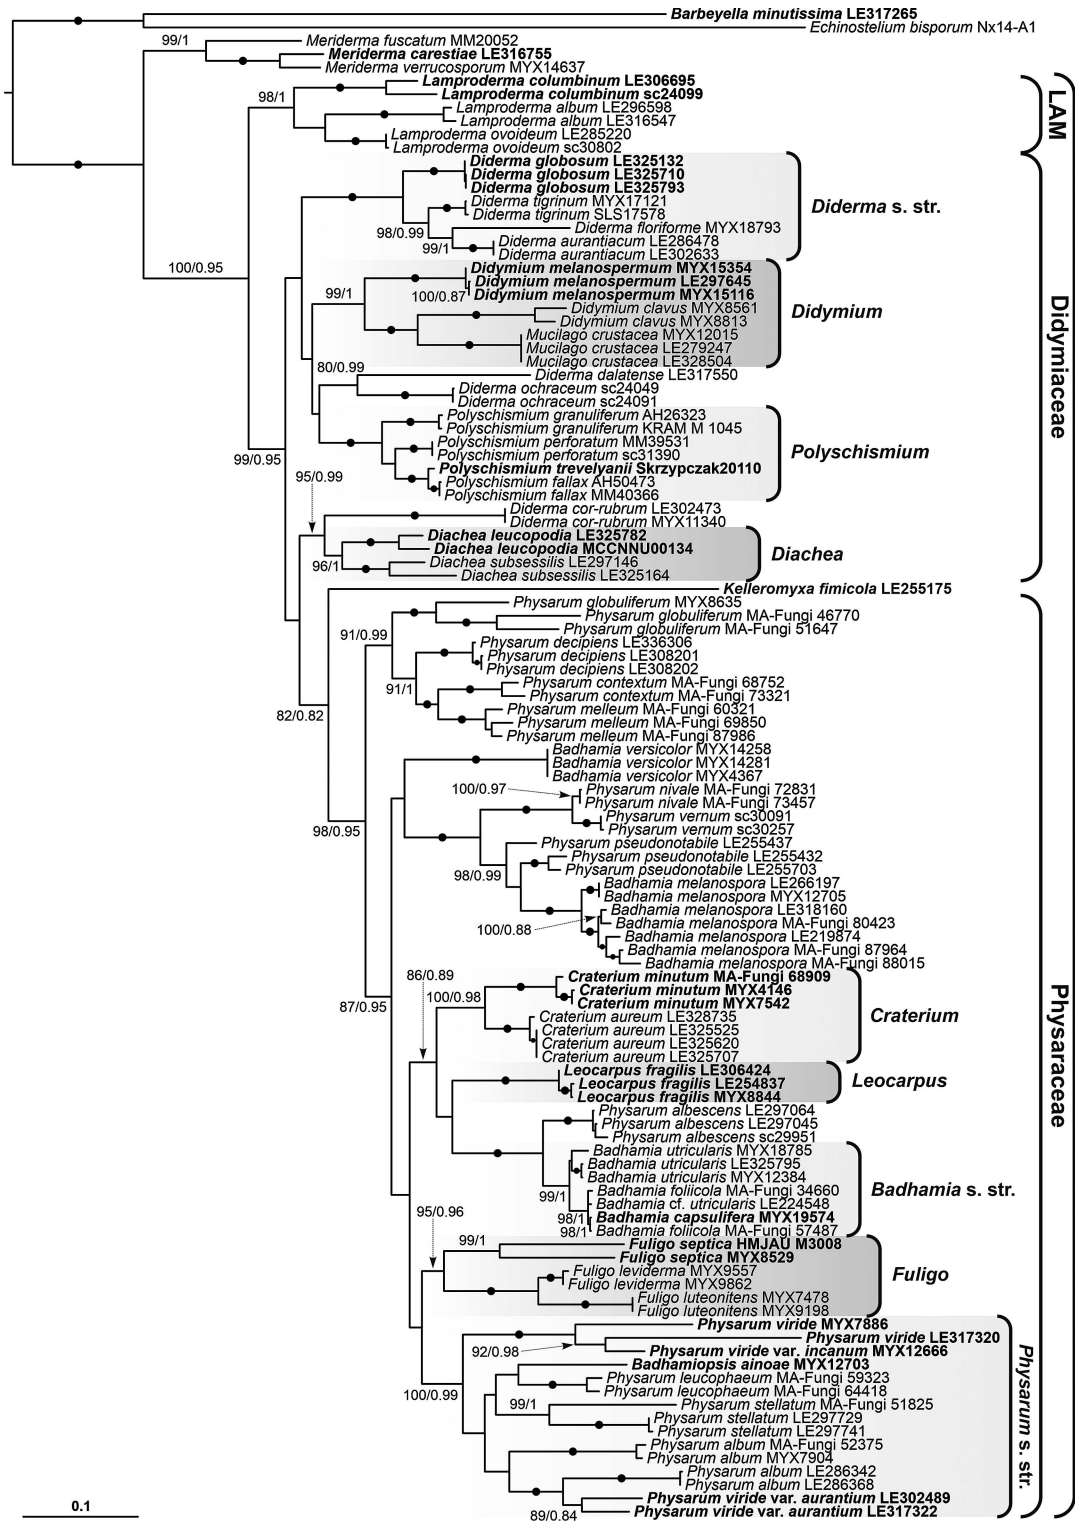 Barbeyella minutissima LE317265
Echinostelium bisporum Nx14-A1
99/1
Meriderma fuscatum MM20052
Meriderma carestiae LE316755
Meriderma verrucosporum MYX14637
Lamproderma columbinum LE306695
98/1
Lamproderma columbinum sc24099
Lamproderma album LE296598
Lamproderma album LE316547
Lamproderma ovoideum LE285220
Lamproderma ovoideum sc30802
LAM
Diderma globosum LE325132
Diderma globosum LE325710
Diderma globosum LE325793
Diderma tigrinum MYX17121
Diderma s. str.
Diderma tigrinum SLS17578
98/0.99
Diderma floriforme MYX18793
99/1
Diderma aurantiacum LE286478
Diderma aurantiacum LE302633
100/0.95
Didymium melanospermum MYX15354
Didymium melanospermum LE297645
99/1
100/0.87
Didymium melanospermum MYX15116
Didymium clavus MYX8561
Didymium
Didymium clavus MYX8813
Mucilago crustacea MYX12015
Mucilago crustacea LE279247
Mucilago crustacea LE328504
80/0.99
Diderma dalatense LE317550
Diderma ochraceum sc24049
Diderma ochraceum sc24091
Didymiaceae
Polyschismium granuliferum AH26323
Polyschismium granuliferum KRAM M 1045
Polyschismium perforatum MM39531
Polyschismium perforatum sc31390
Polyschismium
99/0.95
Polyschismium trevelyanii Skrzypczak20110
95/0.99
Polyschismium fallax AH50473
Polyschismium fallax MM40366
Diderma cor-rubrum LE302473
Diderma cor-rubrum MYX11340
Diachea leucopodia LE325782
Diachea leucopodia MCCNNU00134
Diachea
96/1
Diachea subsessilis LE297146
Diachea subsessilis LE325164
Kelleromyxa fimicola LE255175
Physarum globuliferum MYX8635
Physarum globuliferum MA-Fungi 46770
Physarum globuliferum MA-Fungi 51647
91/0.99
Physarum decipiens LE336306
Physarum decipiens LE308201
Physarum decipiens LE308202
91/1
Physarum contextum MA-Fungi 68752
Physarum contextum MA-Fungi 73321
Physarum melleum MA-Fungi 60321
82/0.82
Physarum melleum MA-Fungi 69850
Physarum melleum MA-Fungi 87986
Badhamia versicolor MYX14258
Badhamia versicolor MYX14281
Badhamia versicolor MYX4367
100/0.97
Physarum nivale MA-Fungi 72831
Physarum nivale MA-Fungi 73457
Physarum vernum sc30091
98/0.95
Physarum vernum sc30257
Physarum pseudonotabile LE255437
Physarum pseudonotabile LE255432
98/0.99
Physarum pseudonotabile LE255703
Badhamia melanospora LE266197
Badhamia melanospora MYX12705
Badhamia melanospora LE318160
100/0.88
Badhamia melanospora MA-Fungi 80423
Badhamia melanospora LE219874
Badhamia melanospora MA-Fungi 87964
Badhamia melanospora MA-Fungi 88015
86/0.89
Craterium minutum MA-Fungi 68909
100/0.98
Craterium minutum MYX4146
87/0.95
Craterium minutum MYX7542
Craterium aureum LE328735
Craterium
Craterium aureum LE325525
Craterium aureum LE325620
Craterium aureum LE325707
Physaraceae
Leocarpus fragilis LE306424
Leocarpus fragilis LE254837
Leocarpus
Leocarpus fragilis MYX8844
Physarum albescens LE297064
Physarum albescens LE297045
Physarum albescens sc29951
Badhamia utricularis MYX18785
Badhamia utricularis LE325795
Badhamia utricularis MYX12384
Badhamia s. str.
99/1
Badhamia foliicola MA-Fungi 34660
Badhamia cf. utricularis LE224548
95/0.96
98/1
Badhamia capsulifera MYX19574
98/1
Badhamia foliicola MA-Fungi 57487
99/1
Fuligo septica HMJAU M3008
Fuligo septica MYX8529
Fuligo leviderma MYX9557
Fuligo
Fuligo leviderma MYX9862
Fuligo luteonitens MYX7478
Fuligo luteonitens MYX9198
Physarum viride MYX7886
Physarum viride LE317320
92/0.98
Physarum viride var. incanum MYX12666
Badhamiopsis ainoae MYX12703
Physarum leucophaeum MA-Fungi 59323
100/0.99
Physarum leucophaeum MA-Fungi 64418
99/1
Physarum stellatum MA-Fungi 51825
Physarum stellatum LE297729
Physarum stellatum LE297741
Physarum s. str.
Physarum album MA-Fungi 52375
Physarum album MYX7904
Physarum album LE286342
Physarum album LE286368
Physarum viride var. aurantium LE302489
0.1
89/0.84
Physarum viride var. aurantium LE317322